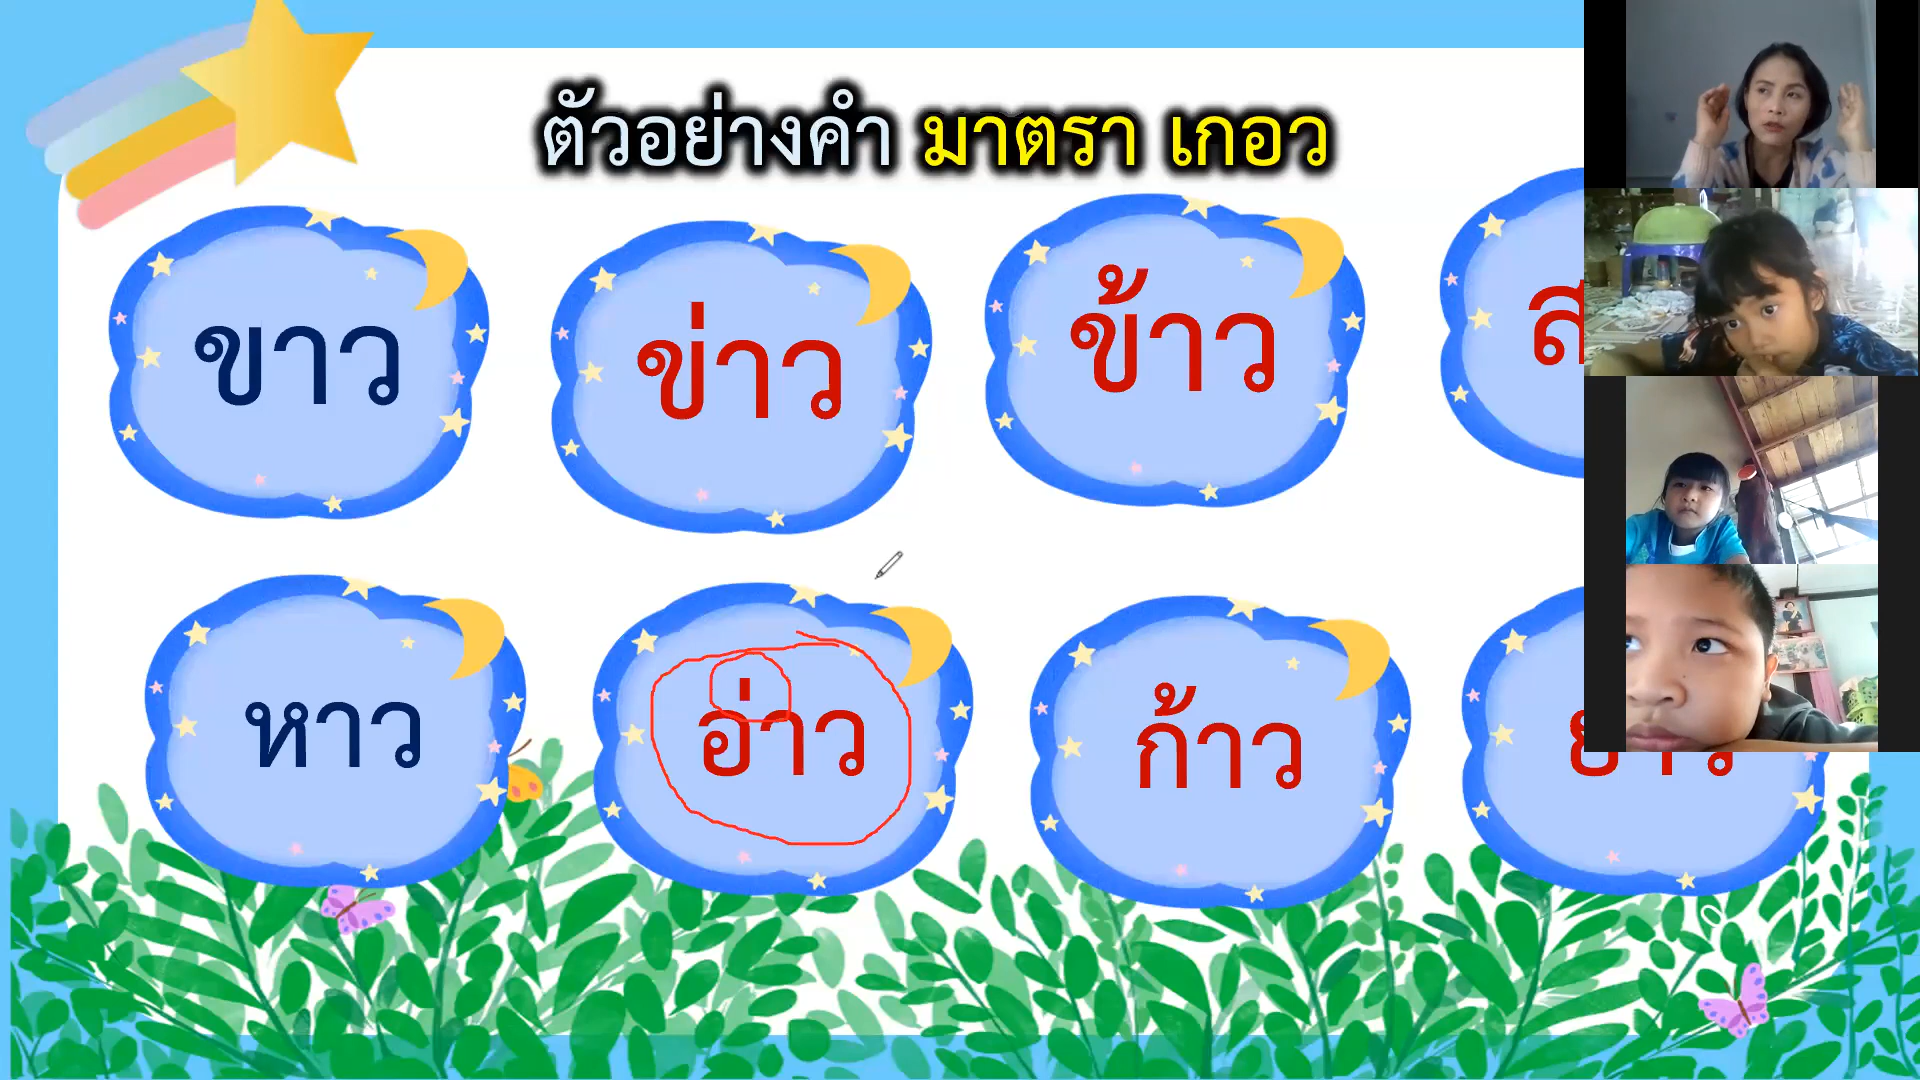 ตัวอย่างคำ มาตรา เกอว
ขาว ข่าว ข้าว
หาว อ่าว ก้าว